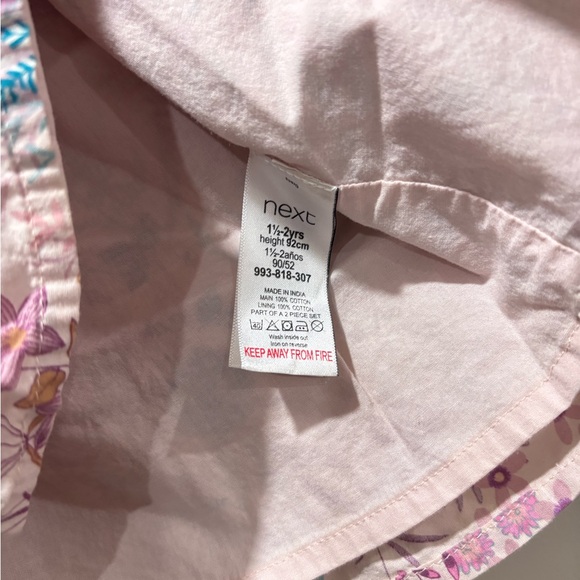 next
1½-2yrs
height 92cm
1½-2años
90/52
993-818-307
MADE IN INDIA
MAIN 100% COTTON
LINING 100% COTTON
PART OF A 2 PIECE SET
40
Wash inside out
Iron on reverse
KEEP AWAY FROM FIRE